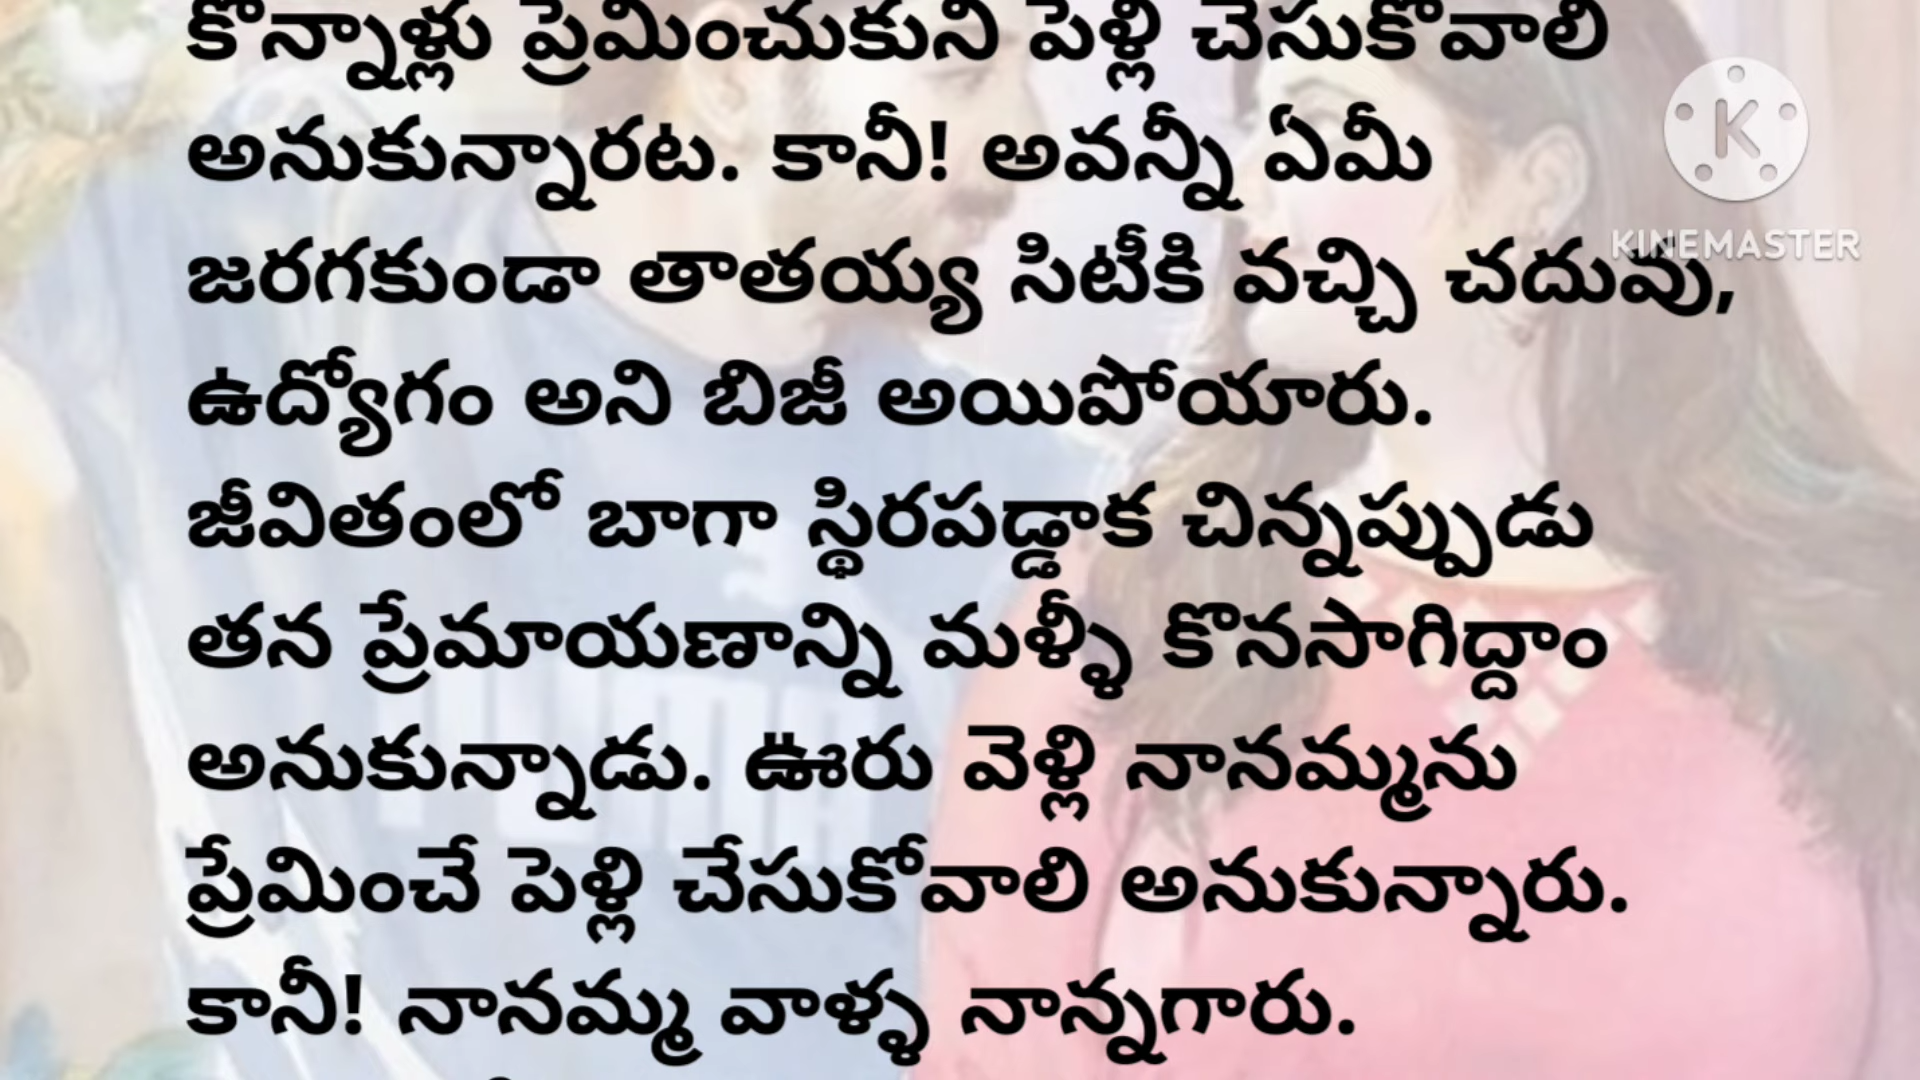 కొన్నాళ్లు ప్రేమించుకుని పెళ్లి చేసుకోవాలి
అనుకున్నారట. కానీ! అవన్నీ ఏమీ
జరగకుండా తాతయ్య సిటీకి వచ్చి చదువు,
ఉద్యోగం అని బిజీ అయిపోయారు.
జీవితంలో బాగా స్థిరపడ్డాక చిన్నప్పుడు
తన ప్రేమాయణాన్ని మళ్ళీ కొనసాగిద్దాం
అనుకున్నాడు. ఊరు వెళ్లి నానమ్మను
ప్రేమించే పెళ్లి చేసుకోవాలి అనుకున్నారు.
కానీ! నానమ్మ వాళ్ళ నాన్నగారు.
K
KINEMASTER
PUMA